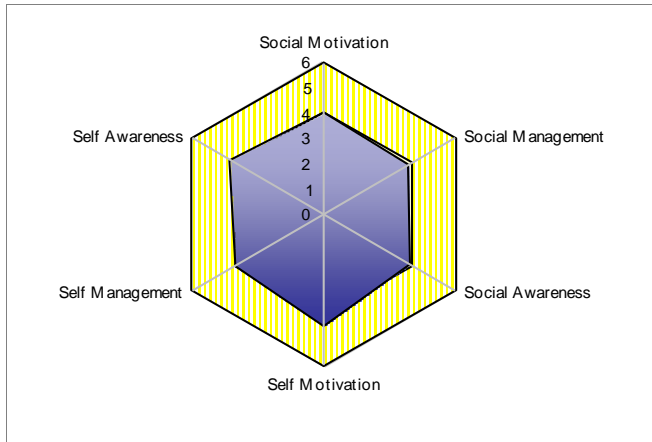 Social Motivation
6
5
4
3
2
1
0
Social Management
Social Awareness
Self Motivation
Self Management
Self Awareness